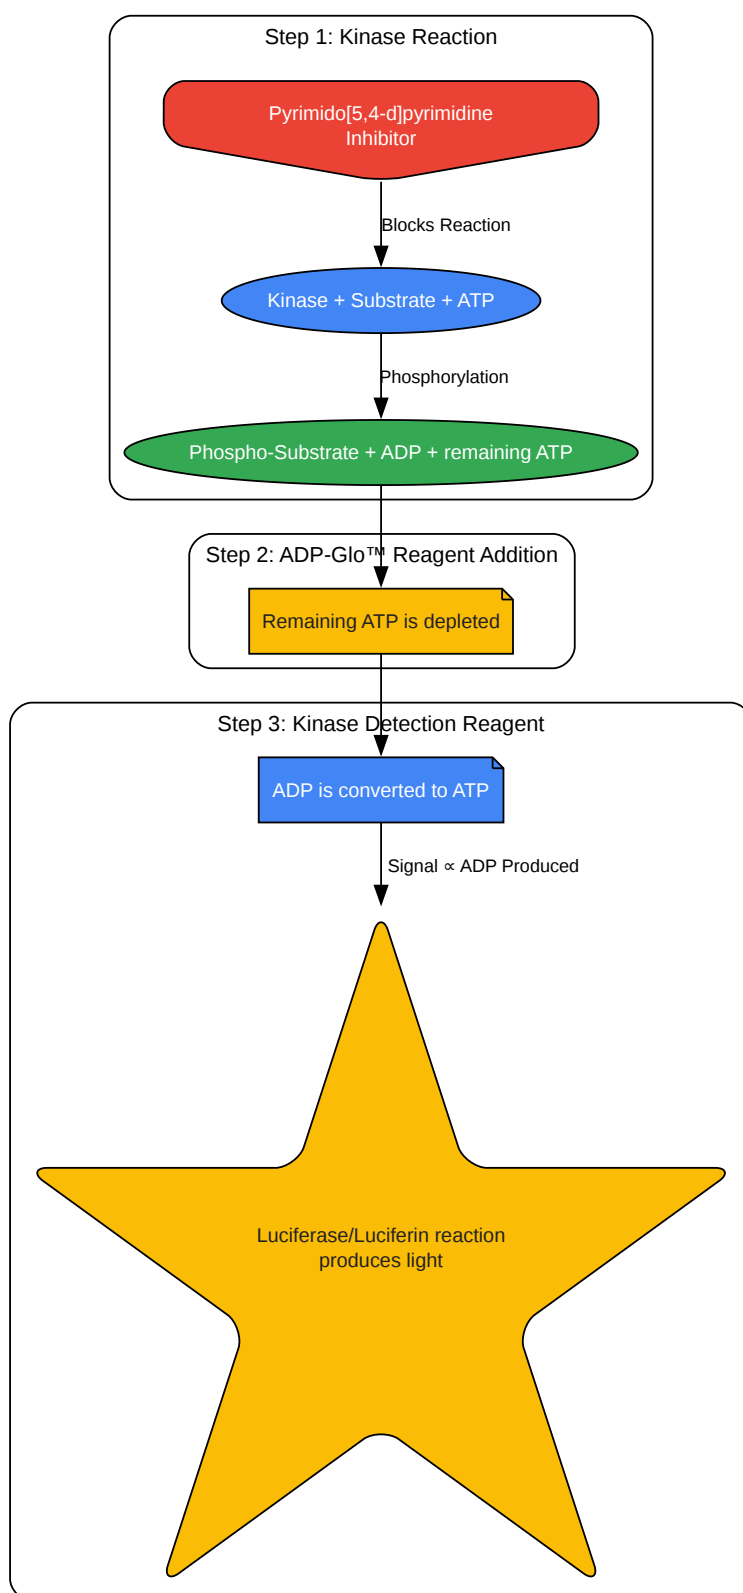 Step 1: Kinase Reaction
Pyrimido[5,4-d]pyrimidine
Inhibitor
Blocks Reaction
Kinase + Substrate + ATP
Phosphorylation
Phospho-Substrate + ADP + remaining ATP
Step 2: ADP-Glo™ Reagent Addition
Remaining ATP is depleted
Step 3: Kinase Detection Reagent
ADP is converted to ATP
Signal ∝ ADP Produced
Luciferase/Luciferin reaction
produces light